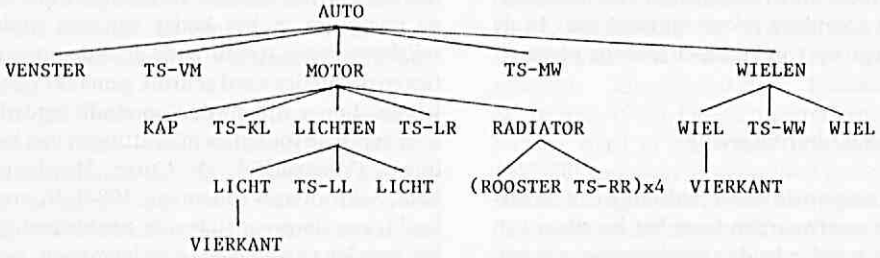 AUTO
VENSTER TS-VM MOTOR TS-MW WIELEN
KAP TS-KL LICHTEN TS-LR RADIATOR WIEL TS-WW WIEL
LICHT TS-LL LICHT (ROOSTER TS-RR)x4 VIERKANT
VIERKANT